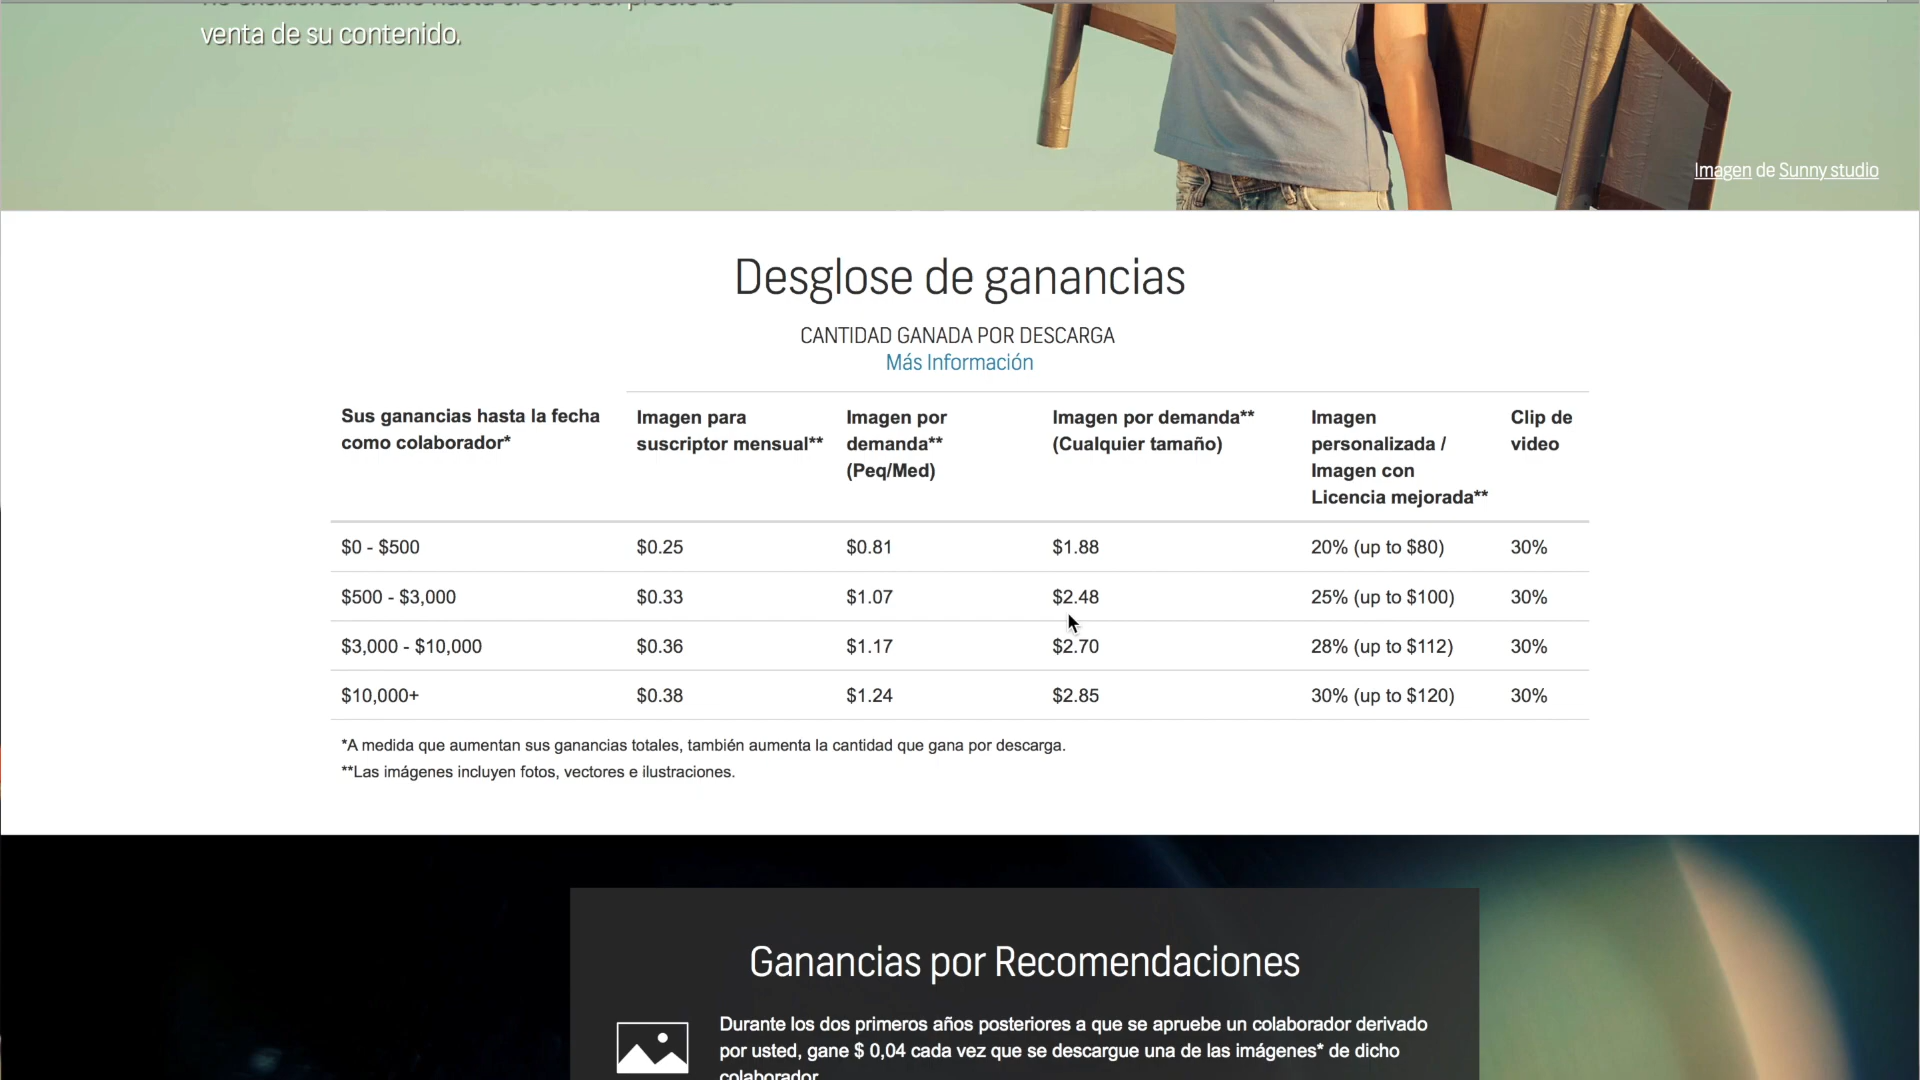 venta de su contenido.
Imagen de Sunny studio
Desglose de ganancias
CANTIDAD GANADA POR DESCARGA
Más Información
Sus ganancias hasta la fecha como colaborador*
Imagen para suscriptor mensual**
Imagen por demanda** (Peq/Med)
Imagen por demanda** (Cualquier tamaño)
Imagen personalizada / Imagen con Licencia mejorada**
Clip de video
$0 - $500 $0.25 $0.81 $1.88 20% (up to $80) 30%
$500 - $3,000 $0.33 $1.07 $2.48 25% (up to $100) 30%
$3,000 - $10,000 $0.36 $1.17 $2.70 28% (up to $112) 30%
$10,000+ $0.38 $1.24 $2.85 30% (up to $120) 30%
*A medida que aumentan sus ganancias totales, también aumenta la cantidad que gana por descarga.
**Las imágenes incluyen fotos, vectores e ilustraciones.
Ganancias por Recomendaciones
Durante los dos primeros años posteriores a que se apruebe un colaborador derivado
por usted, gane $ 0,04 cada vez que se descargue una de las imágenes* de dicho
colaborador